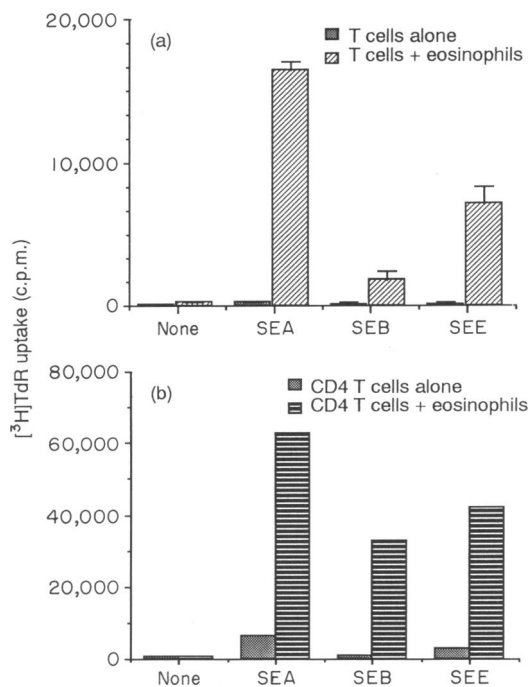 [³H]TdR uptake (c.p.m.)
(a)
T cells alone
T cells + eosinophils
20,000
10,000
0
None SEA SEB SEE
(b)
CD4 T cells alone
CD4 T cells + eosinophils
80,000
60,000
40,000
20,000
0
None SEA SEB SEE